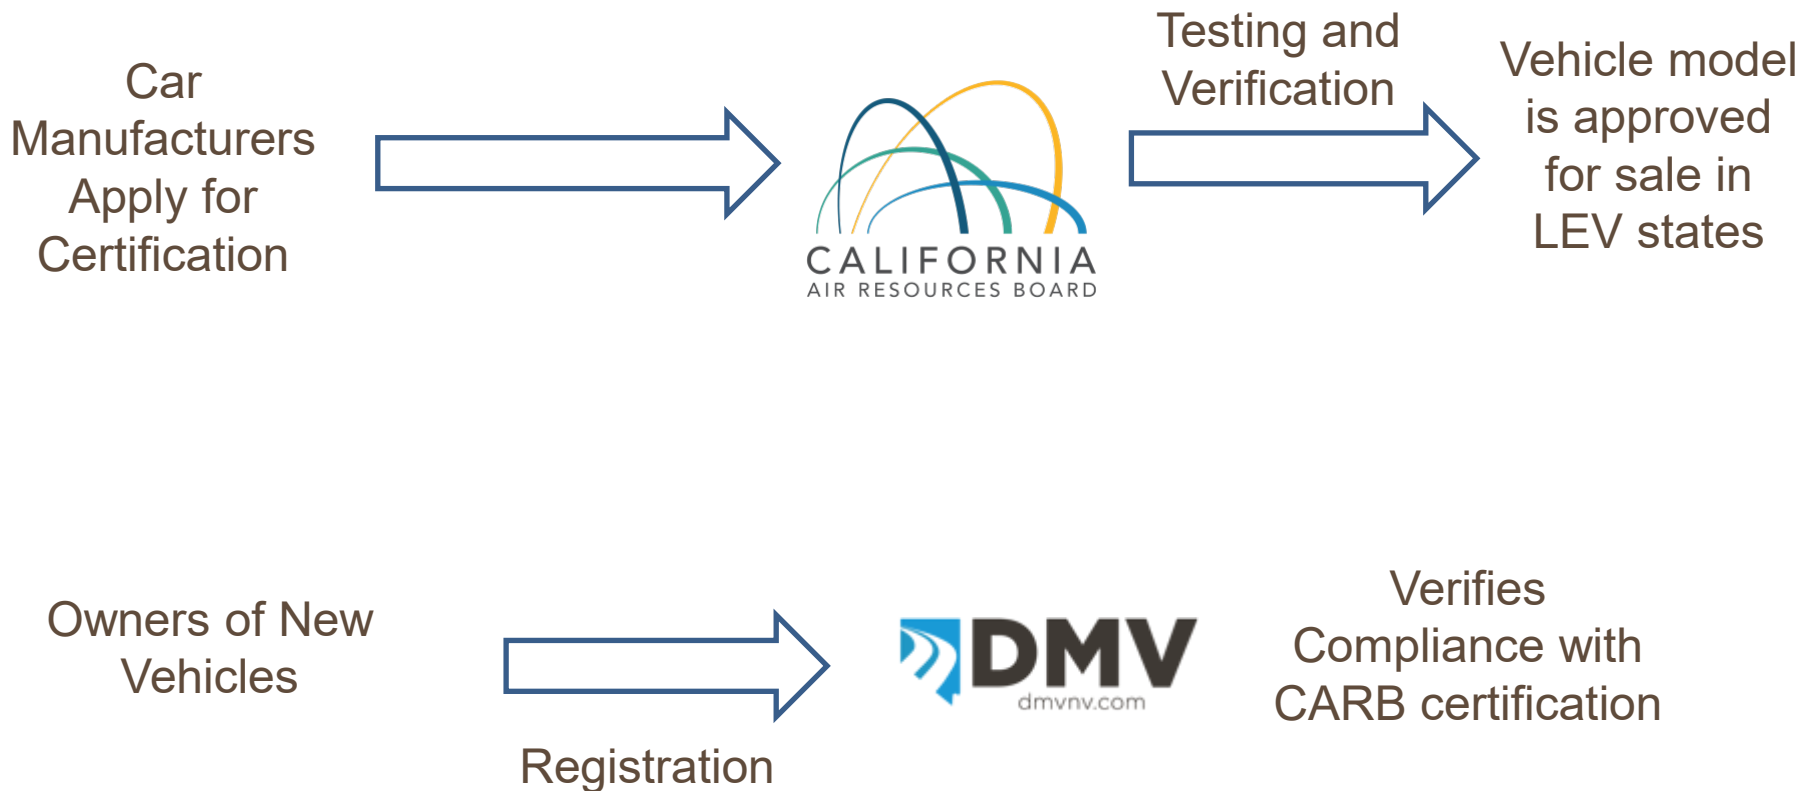 Car
Manufacturers
Apply for
Certification
CALIFORNIA
AIR RESOURCES BOARD
Testing and
Verification
Vehicle model
is approved
for sale in
LEV states
Owners of New
Vehicles
Registration
DMV
dmvnv.com
Verifies
Compliance with
CARB certification